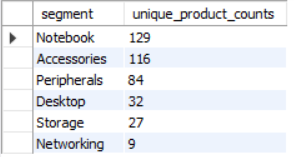 segment unique_product_counts
Notebook 129
Accessories 116
Peripherals 84
Desktop 32
Storage 27
Networking 9